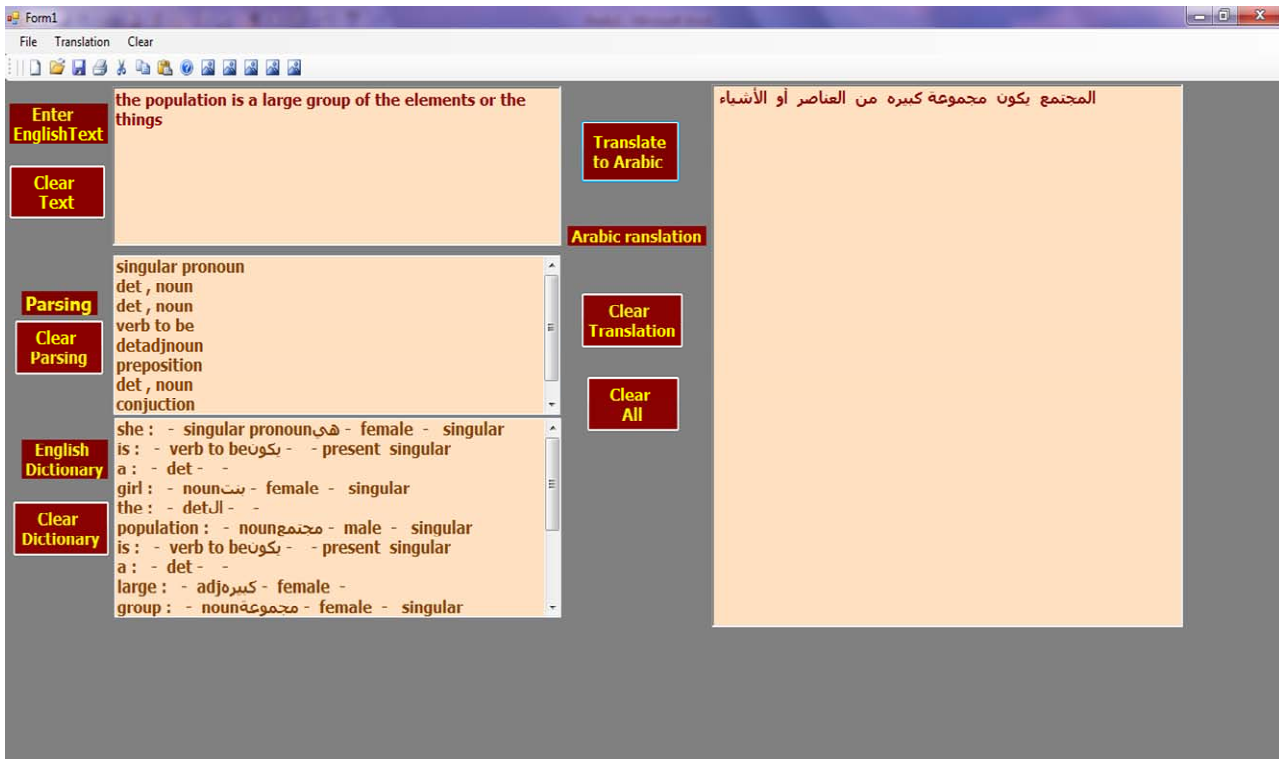 Form1
File Translation Clear
Enter
EnglishText
the population is a large group of the elements or the
things
Clear
Text
Translate
to Arabic
Arabic ranslation
المجتمع يكون مجموعة كبيره من العناصر أو الأشياء
Parsing
Clear
Parsing
singular pronoun
det , noun
det , noun
verb to be
detadjnoun
preposition
det , noun
conjuction
Clear
Translation
Clear
All
English
Dictionary
Clear
Dictionary
she : - singular pronounهي - female - singular
is : - verb to beيكون - - present singular
a : - det - -
girl : - nounبنت - female - singular
the : - detال - -
population : - nounمجتمع - male - singular
is : - verb to beيكون - - present singular
a : - det - -
large : - adjكبيره - female -
group : - nounمجموعة - female - singular